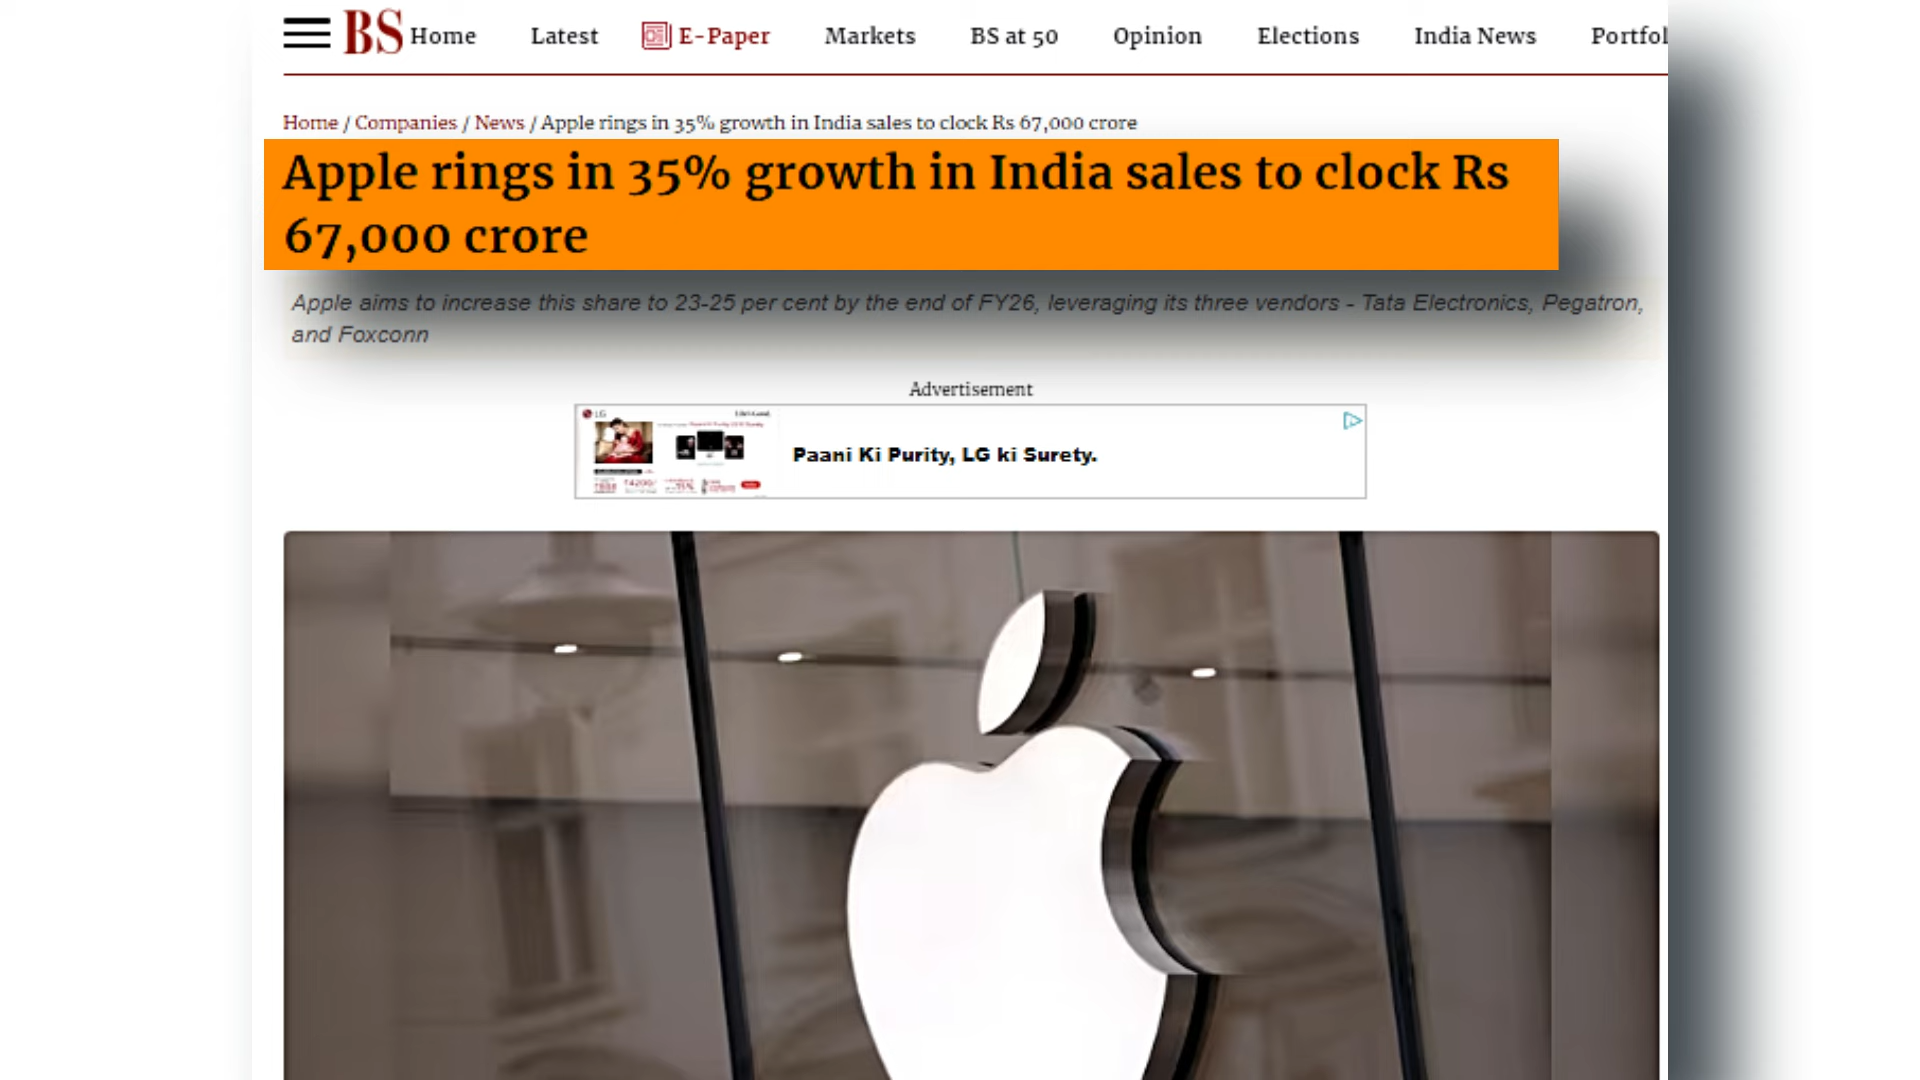 BS Home Latest E-Paper Markets BS at 50 Opinion Elections India News Portfol
Home / Companies / News / Apple rings in 35% growth in India sales to clock Rs 67,000 crore
Apple rings in 35% growth in India sales to clock Rs
67,000 crore
Apple aims to increase this share to 23-25 per cent by the end of FY26, leveraging its three vendors - Tata Electronics, Pegatron,
and Foxconn
Advertisement
LG
Paani Ki Purity, LG ki Surety.